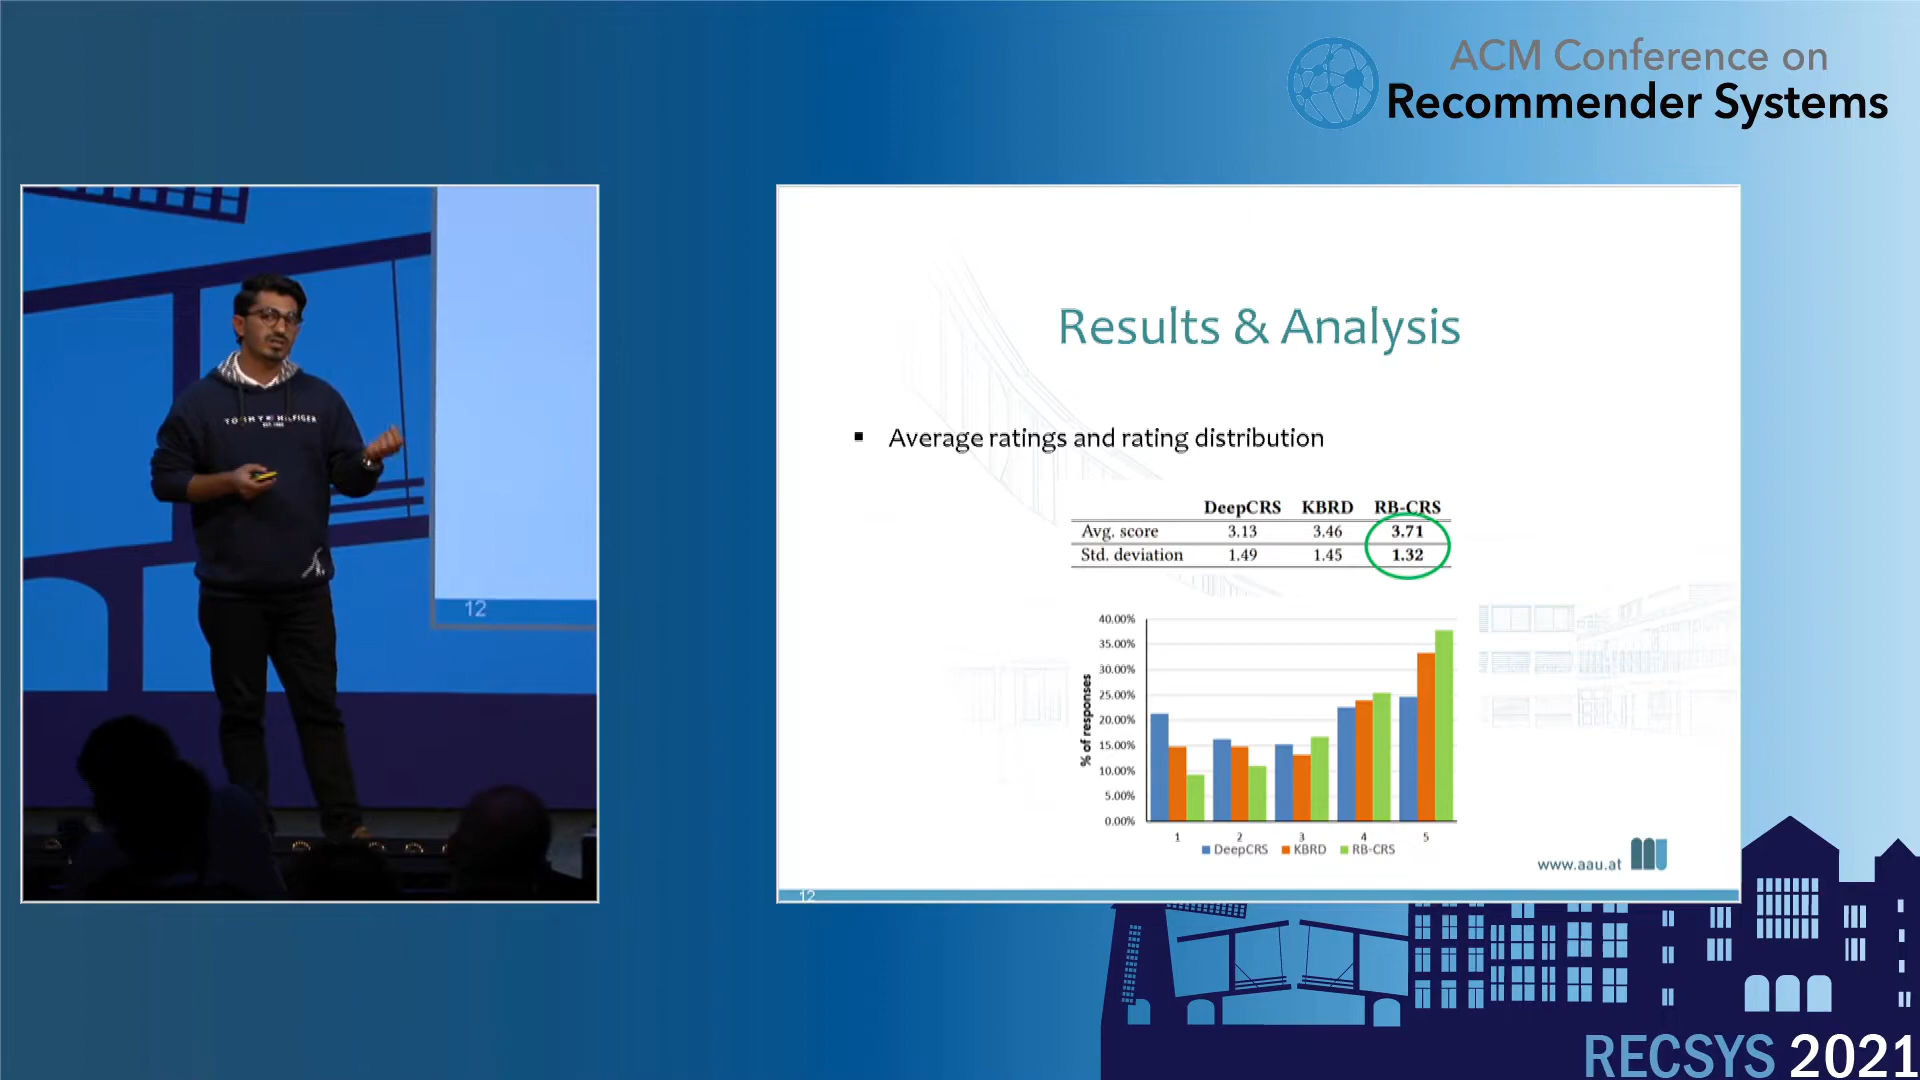 ACM Conference on
Recommender Systems
TOMMY HILFIGER
12
Results & Analysis
▪ Average ratings and rating distribution
DeepCRS KBRD RB-CRS
Avg. score 3.13 3.46 3.71
Std. deviation 1.49 1.45 1.32
% of responses
40.00%
35.00%
30.00%
25.00%
20.00%
15.00%
10.00%
5.00%
0.00%
1 2 3 4 5
DeepCRS KBRD RB-CRS
www.aau.at
12
RECSYS 2021